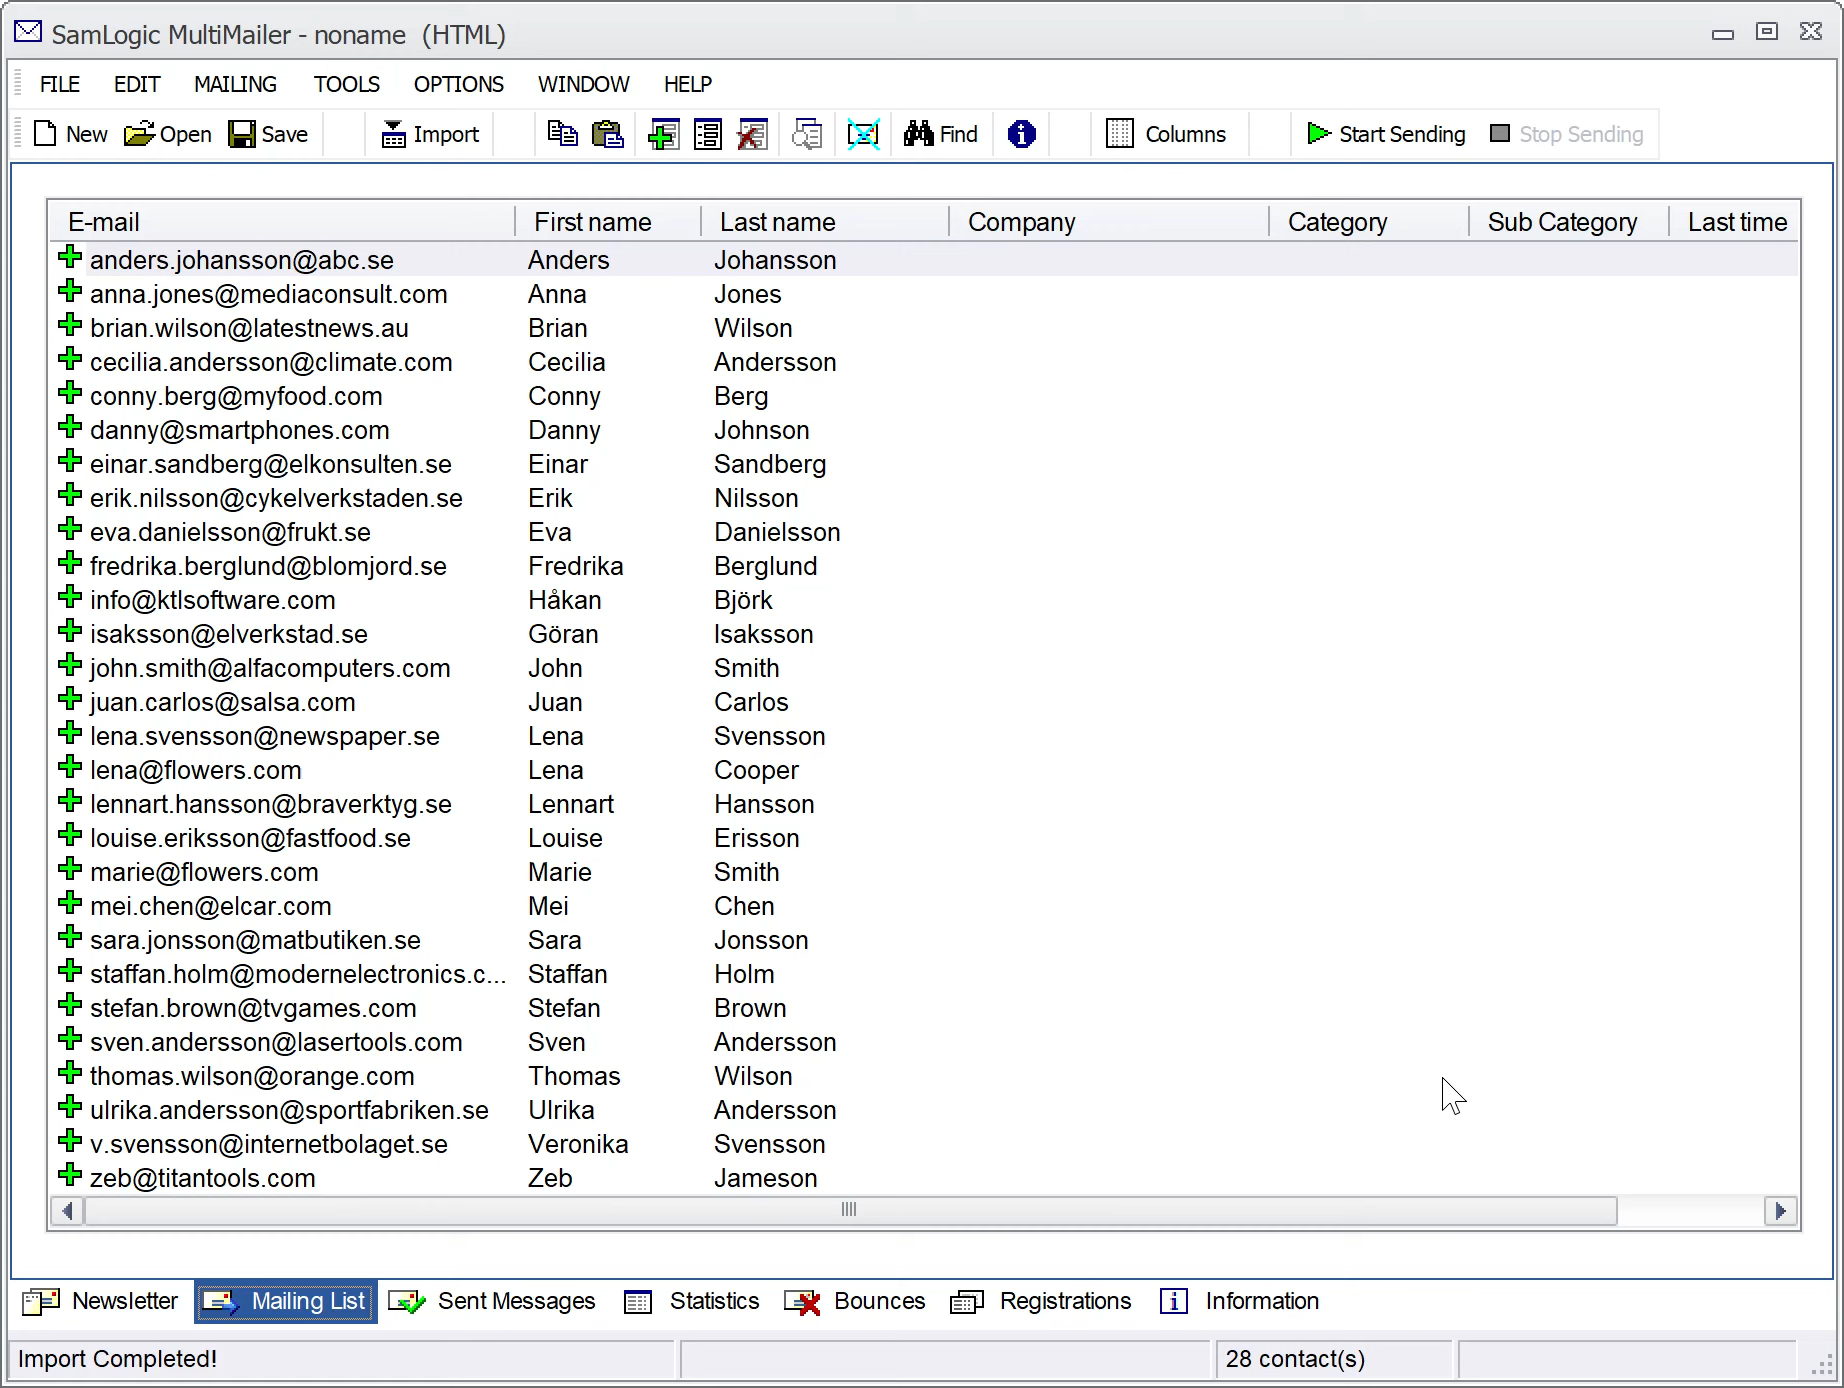 SamLogic MultiMailer - noname (HTML)
FILE EDIT MAILING TOOLS OPTIONS WINDOW HELP
New Open Save Import Find Columns Start Sending Stop Sending
E-mail First name Last name Company Category Sub Category Last time
anders.johansson@abc.se Anders Johansson
anna.jones@mediaconsult.com Anna Jones
brian.wilson@latestnews.au Brian Wilson
cecilia.andersson@climate.com Cecilia Andersson
conny.berg@myfood.com Conny Berg
danny@smartphones.com Danny Johnson
einar.sandberg@elkonsulten.se Einar Sandberg
erik.nilsson@cykelverkstaden.se Erik Nilsson
eva.danielsson@frukt.se Eva Danielsson
fredrika.berglund@blomjord.se Fredrika Berglund
info@ktlsoftware.com Håkan Björk
isaksson@elverkstad.se Göran Isaksson
john.smith@alfacomputers.com John Smith
juan.carlos@salsa.com Juan Carlos
lena.svensson@newspaper.se Lena Svensson
lena@flowers.com Lena Cooper
lennart.hansson@braverktyg.se Lennart Hansson
louise.eriksson@fastfood.se Louise Erisson
marie@flowers.com Marie Smith
mei.chen@elcar.com Mei Chen
sara.jonsson@matbutiken.se Sara Jonsson
staffan.holm@modernelectronics.c... Staffan Holm
stefan.brown@tvgames.com Stefan Brown
sven.andersson@lasertools.com Sven Andersson
thomas.wilson@orange.com Thomas Wilson
ulrika.andersson@sportfabriken.se Ulrika Andersson
v.svensson@internetbolaget.se Veronika Svensson
zeb@titantools.com Zeb Jameson
Newsletter Mailing List Sent Messages Statistics Bounces Registrations Information
Import Completed! 28 contact(s)